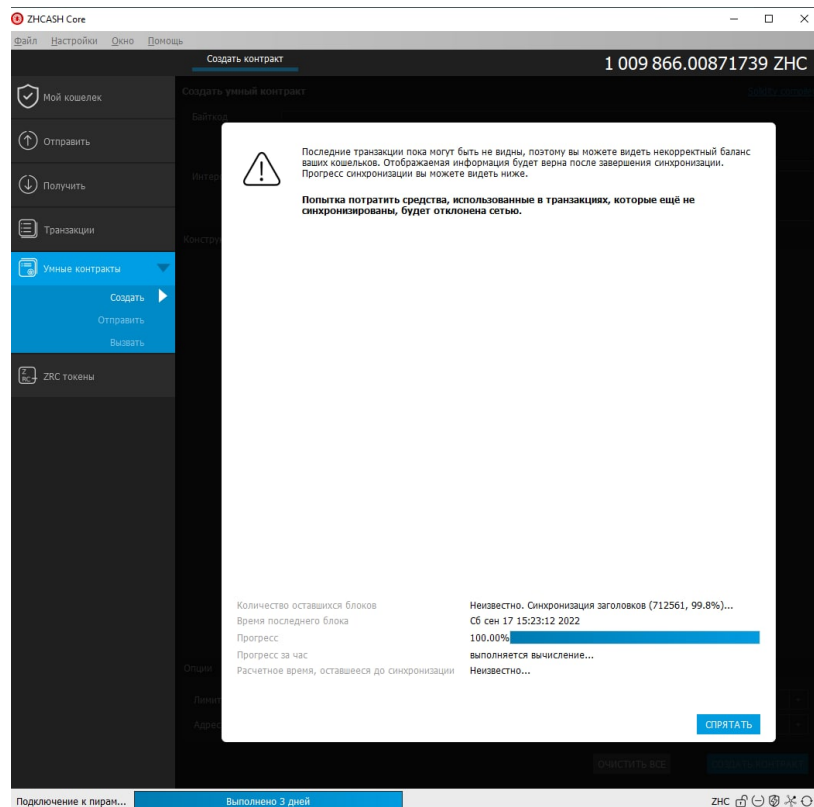 ZHCASH Core
Файл Настройки Окно Помощь
Создать контракт
1 009 866.00871739 ZHC
Мой кошелек
Отправить
Получить
Транзакции
Умные контракты
Создать
Отправить
Вызвать
ZRC токены
Создать умный контракт
Байткод
Последние транзакции пока могут быть не видны, поэтому вы можете видеть некорректный баланс
ваших кошельков. Отображаемая информация будет верна после завершения синхронизации.
Прогресс синхронизации вы можете видеть ниже.
Попытка потратить средства, использованные в транзакциях, которые ещё не
синхронизированы, будет отклонена сетью.
Количество оставшихся блоков Неизвестно. Синхронизация заголовков (712561, 99.8%)...
Время последнего блока Сб сен 17 15:23:12 2022
Прогресс 100.00%
Прогресс за час выполняется вычисление...
Расчетное время, оставшееся до синхронизации Неизвестно...
СПРЯТАТЬ
Опции
ОЧИСТИТЬ ВСЕ СОЗДАТЬ КОНТРАКТ
Подключение к пирам... Выполнено 3 дней ZHC